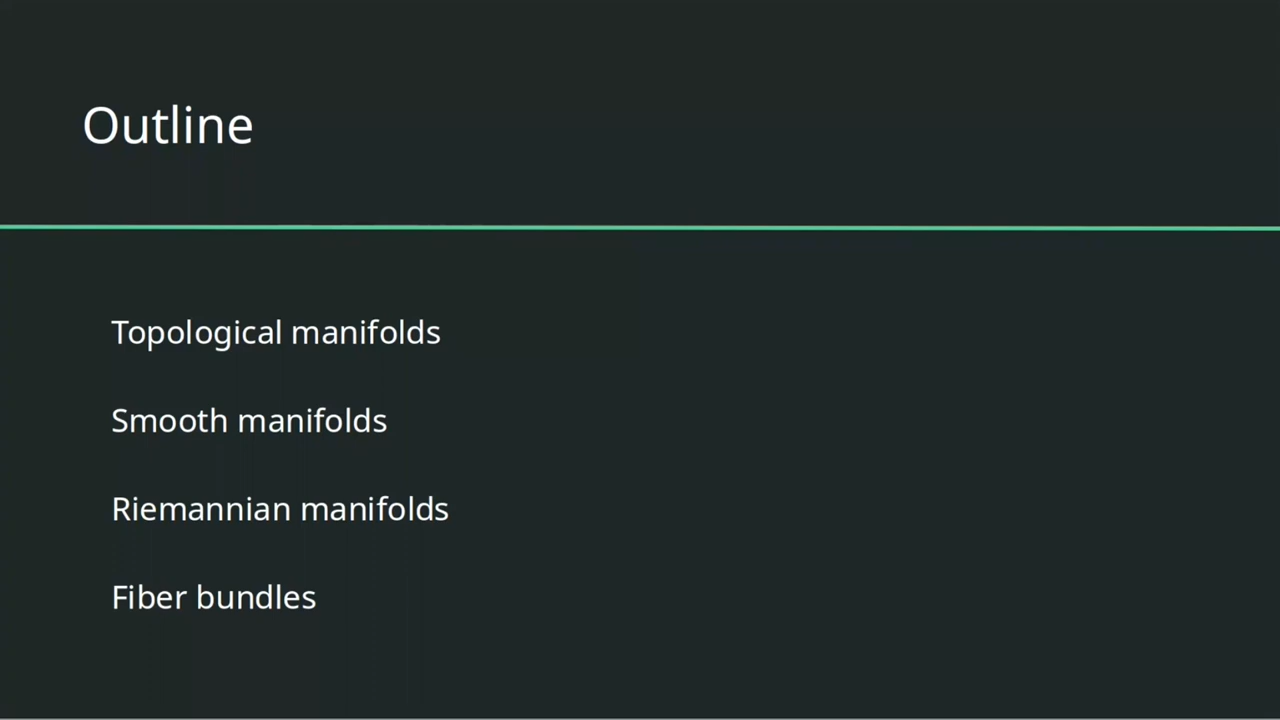 Outline
Topological manifolds
Smooth manifolds
Riemannian manifolds
Fiber bundles